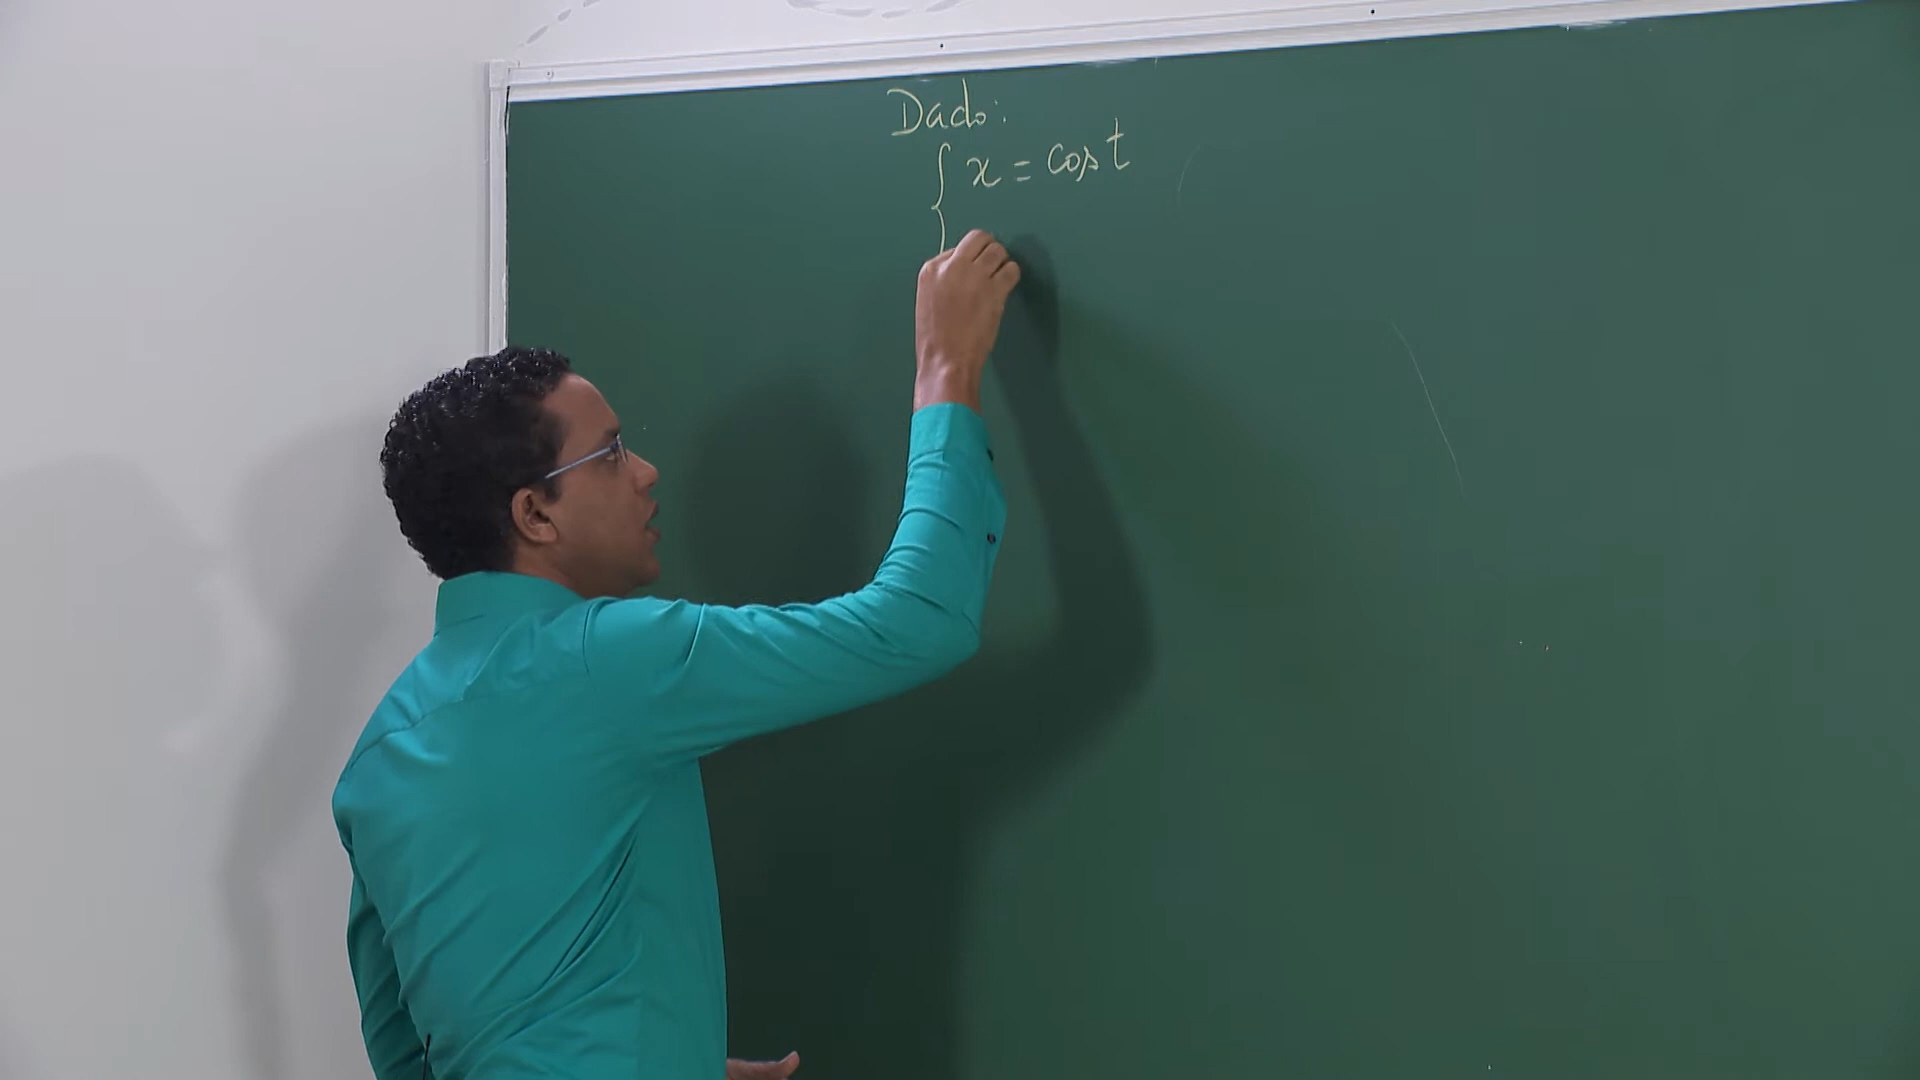 Dado:
{ x = cos t